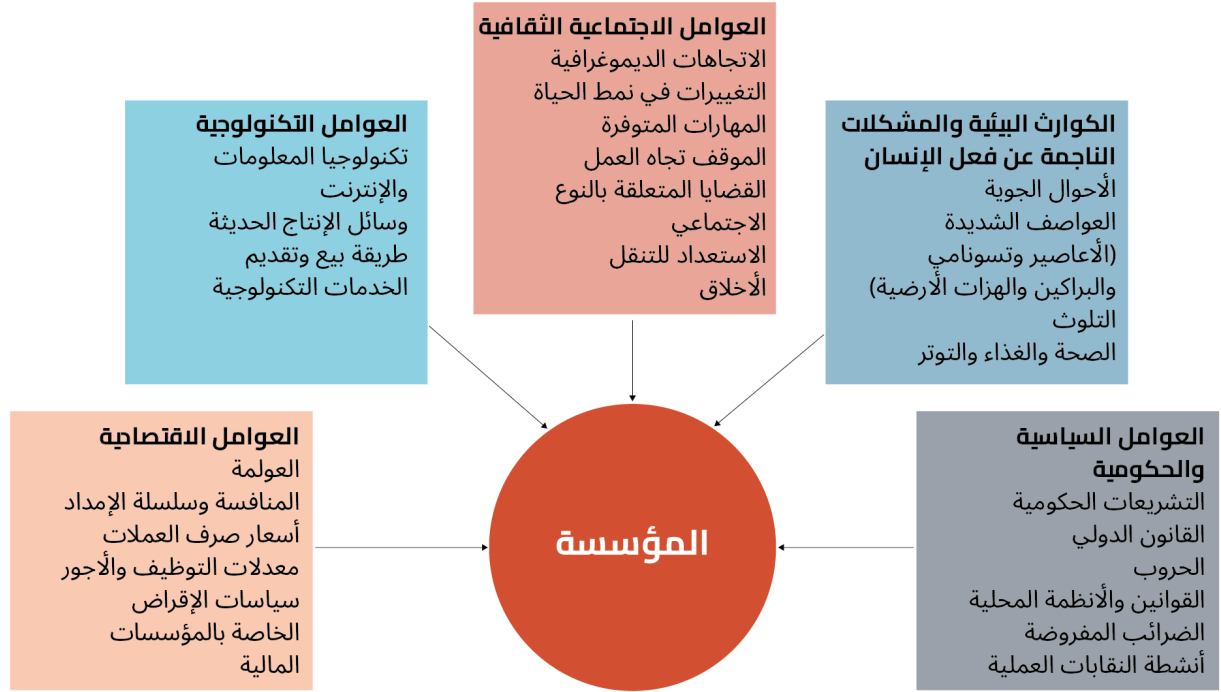 العوامل الاجتماعية الثقافية
الاتجاهات الديموغرافية
التغييرات في نمط الحياة
المهارات المتوفرة
الموقف تجاه العمل
القضايا المتعلقة بالنوع
الاجتماعي
الاستعداد للتنقل
الأخلاق
الكوارث البيئية والمشكلات
الناجمة عن فعل الإنسان
الأحوال الجوية
العواصف الشديدة
(الأعاصير وتسونامي
والبراكين والهزات الأرضية)
التلوث
الصحة والغذاء والتوتر
العوامل التكنولوجية
تكنولوجيا المعلومات
والإنترنت
وسائل الإنتاج الحديثة
طريقة بيع وتقديم
الخدمات التكنولوجية
العوامل السياسية
والحكومية
التشريعات الحكومية
القانون الدولي
الحروب
القوانين والأنظمة المحلية
الضرائب المفروضة
أنشطة النقابات العملية
المؤسسة
العوامل الاقتصادية
العولمة
المنافسة وسلسلة الإمداد
أسعار صرف العملات
معدلات التوظيف والأجور
سياسات الإقراض
الخاصة بالمؤسسات
المالية